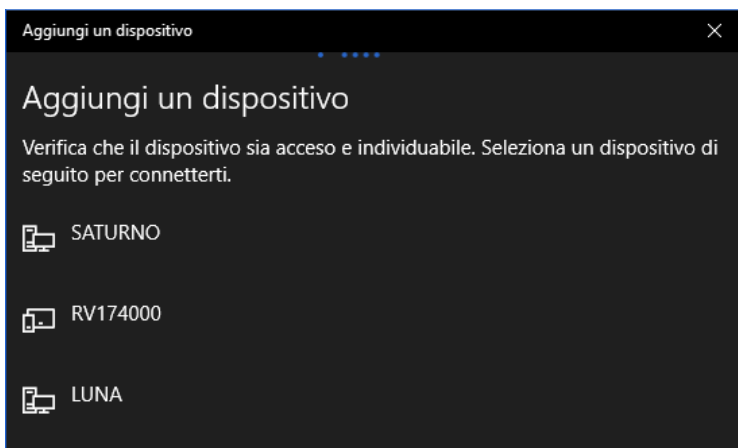 Aggiungi un dispositivo
Aggiungi un dispositivo
Verifica che il dispositivo sia acceso e individuabile. Seleziona un dispositivo di
seguito per connetterti.
SATURNO
RV174000
LUNA